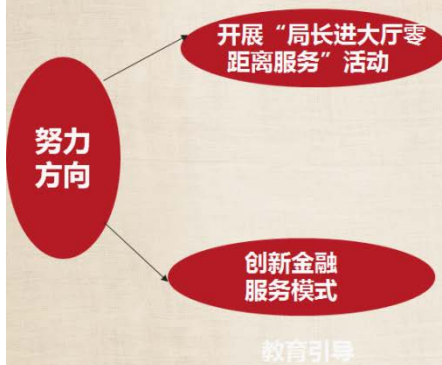 开展“局长进大厅零
距离服务”活动
努力
方向
创新金融
服务模式
教育引导